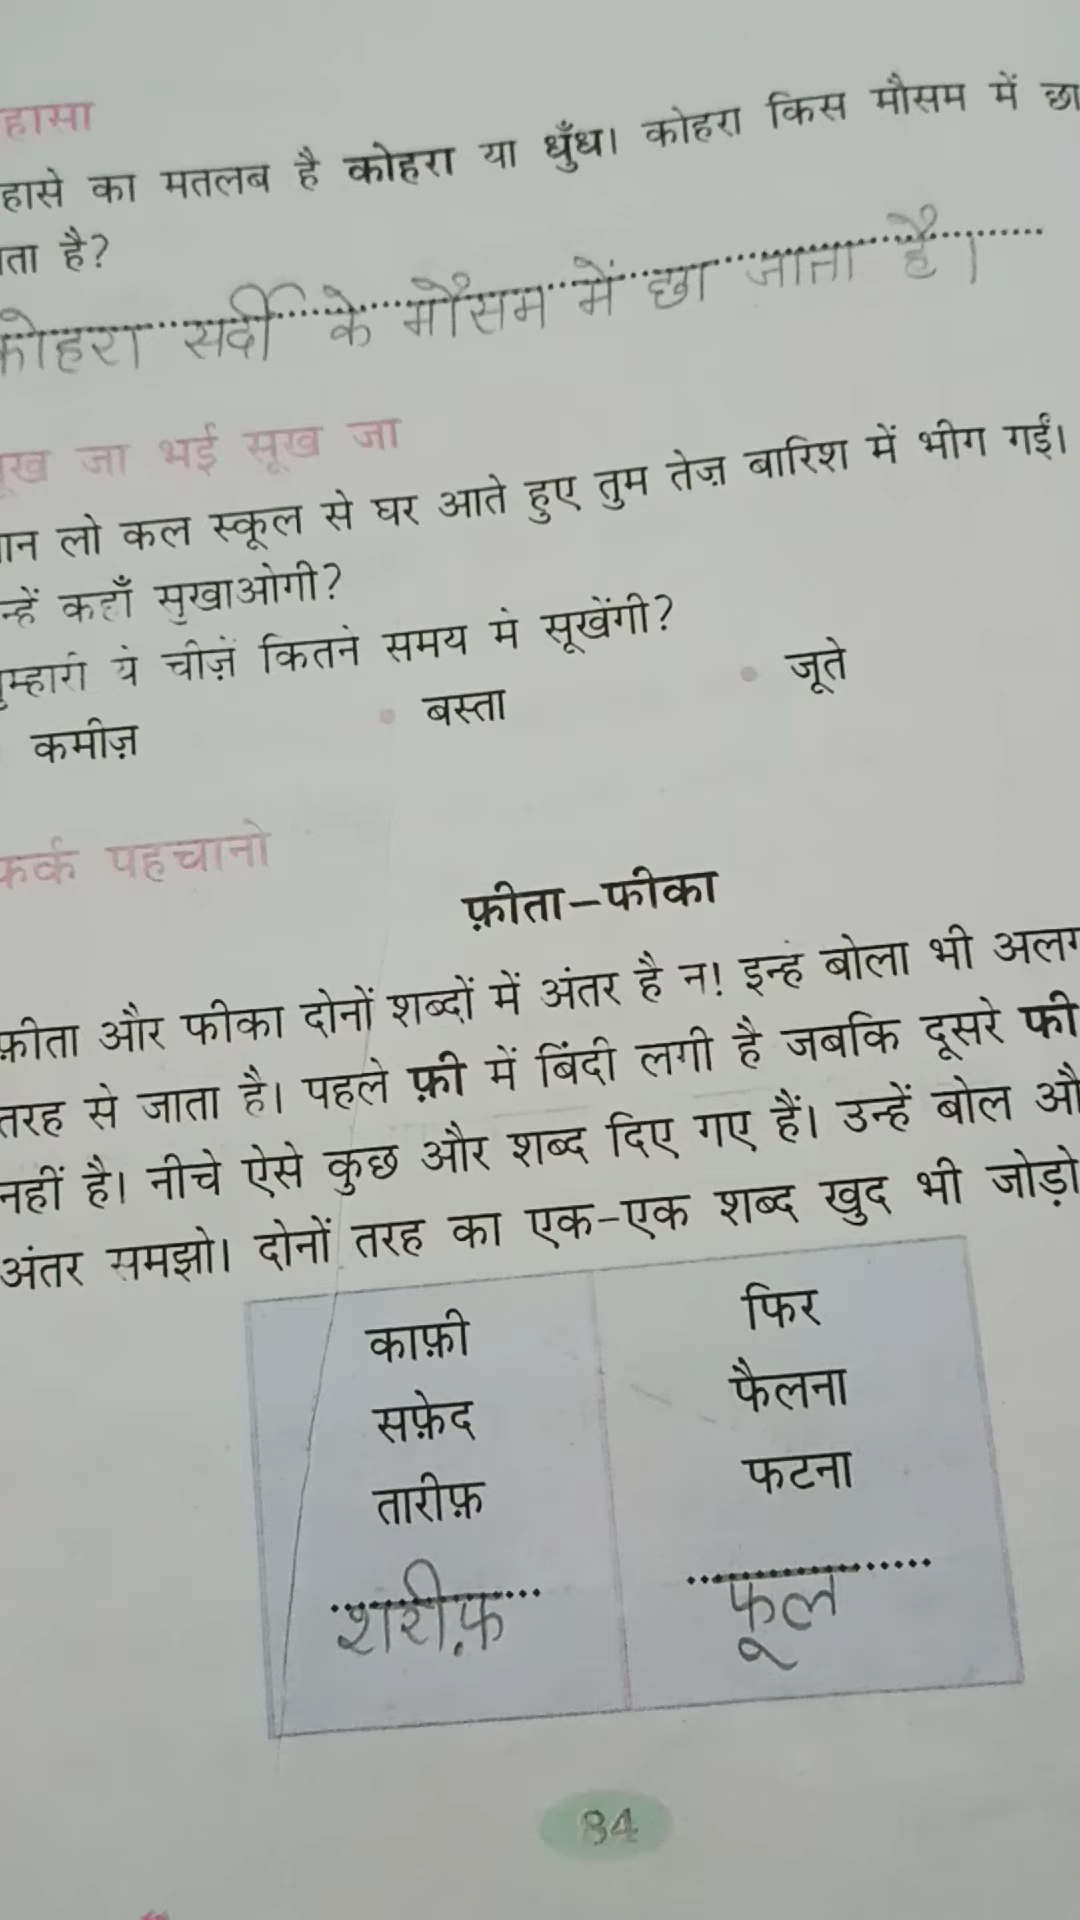 हासा
हासे का मतलब है कोहरा या धुँध। कोहरा किस मौसम में छा
ता है?
कोहरा सर्दी के मौसम में छा जाता है।
सूख जा भई सूख जा
मान लो कल स्कूल से घर आते हुए तुम तेज़ बारिश में भीग गईं।
न्हें कहाँ सुखाओगी?
तुम्हारी ये चीज़ें कितने समय में सूखेंगी?
कमीज़ • बस्ता • जूते
फ़र्क पहचानो
फ़ीता–फीका
फ़ीता और फीका दोनों शब्दों में अंतर है न! इन्हें बोला भी अलग
तरह से जाता है। पहले फ़ी में बिंदी लगी है जबकि दूसरे फी
नहीं है। नीचे ऐसे कुछ और शब्द दिए गए हैं। उन्हें बोल औ
अंतर समझो। दोनों तरह का एक-एक शब्द खुद भी जोड़ो
काफ़ी फिर
सफ़ेद फैलना
तारीफ़ फटना
शरीफ़ फूल
84